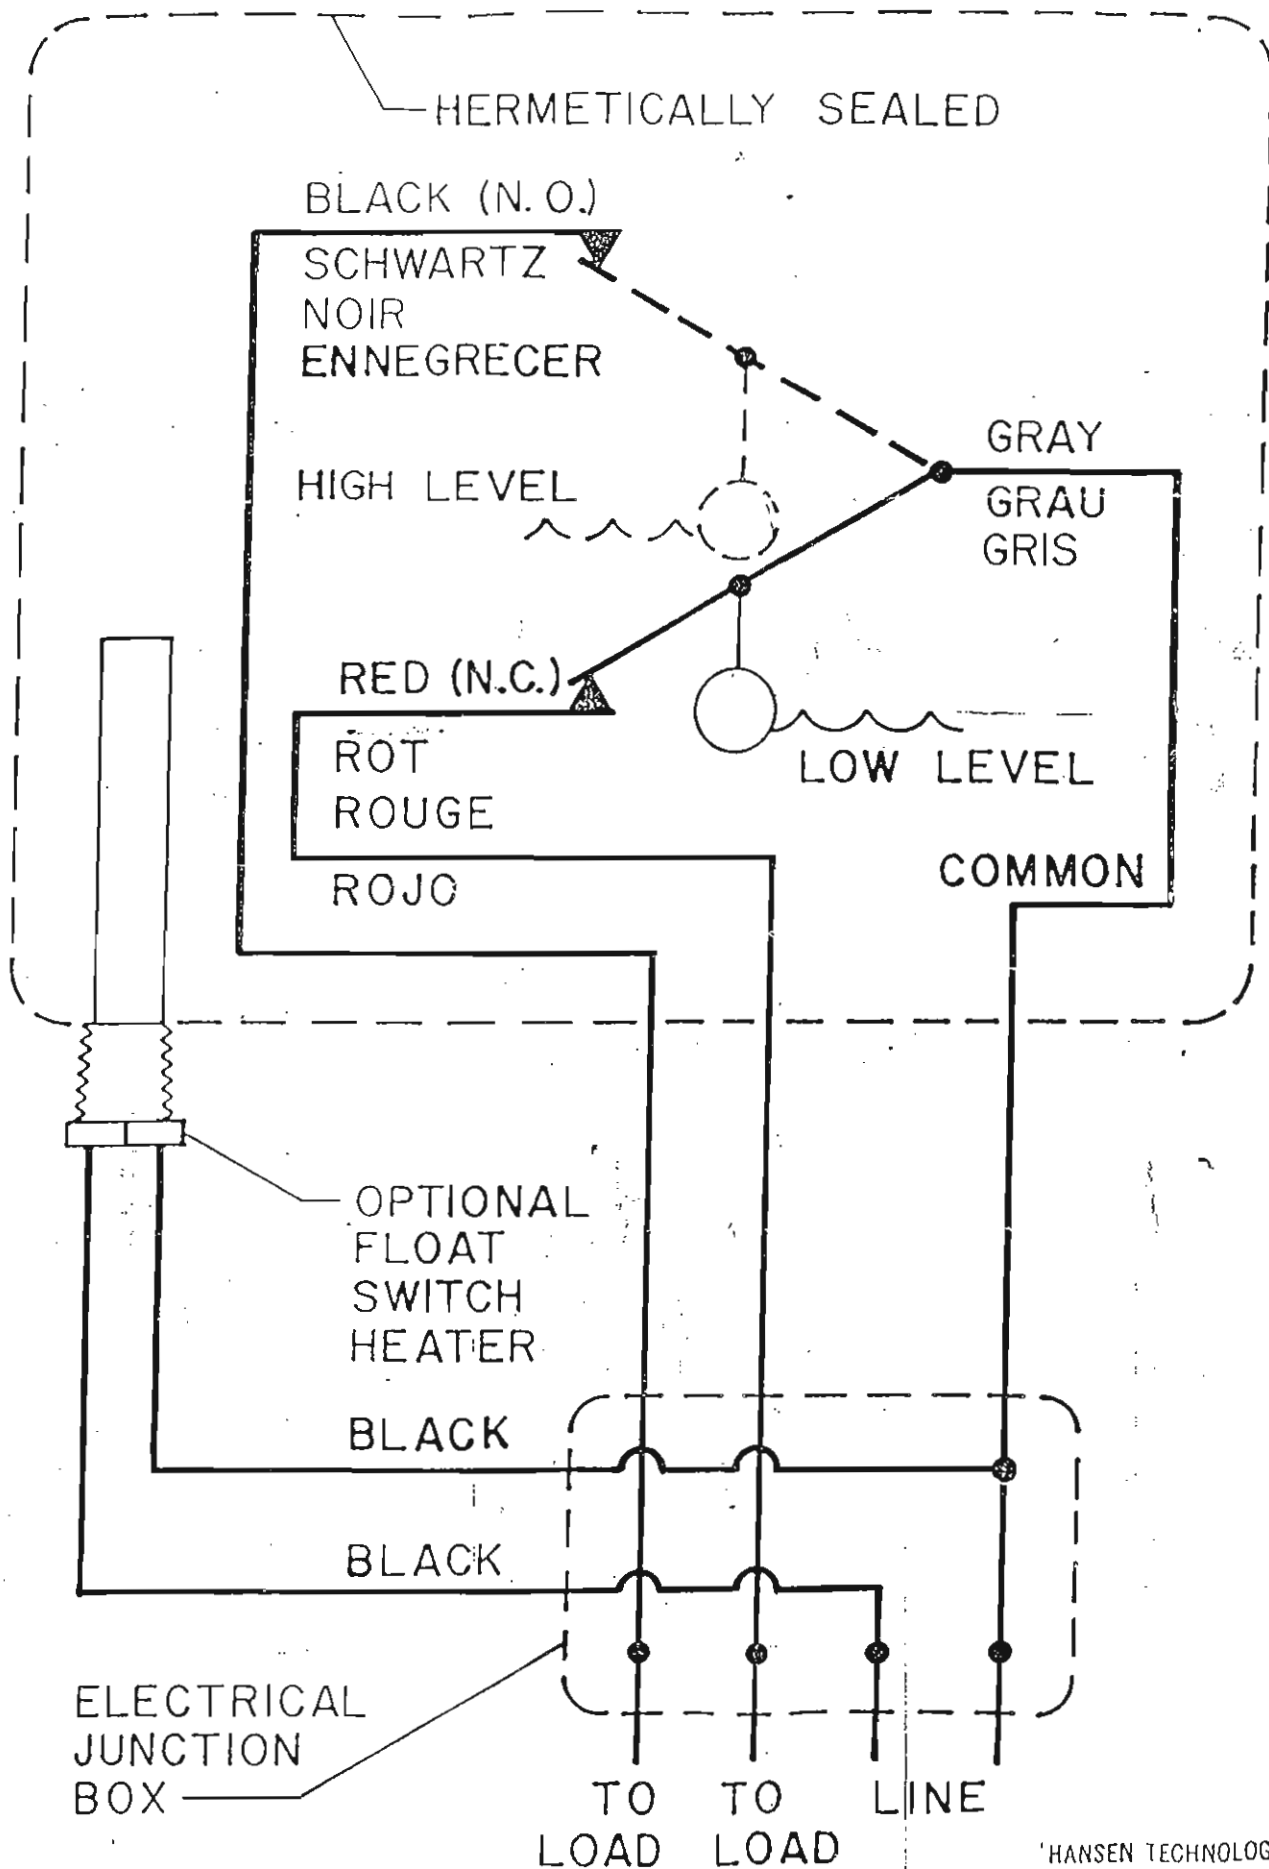 HERMETICALLY SEALED
BLACK (N.O.)
SCHWARTZ
NOIR
ENNEGRECER
GRAY
GRAU
GRIS
HIGH LEVEL
RED (N.C.)
ROT
ROUGE
ROJO
LOW LEVEL
COMMON
OPTIONAL
FLOAT
SWITCH
HEATER
BLACK
BLACK
ELECTRICAL
JUNCTION
BOX
TO
LOAD
TO
LOAD
LINE
HANSEN